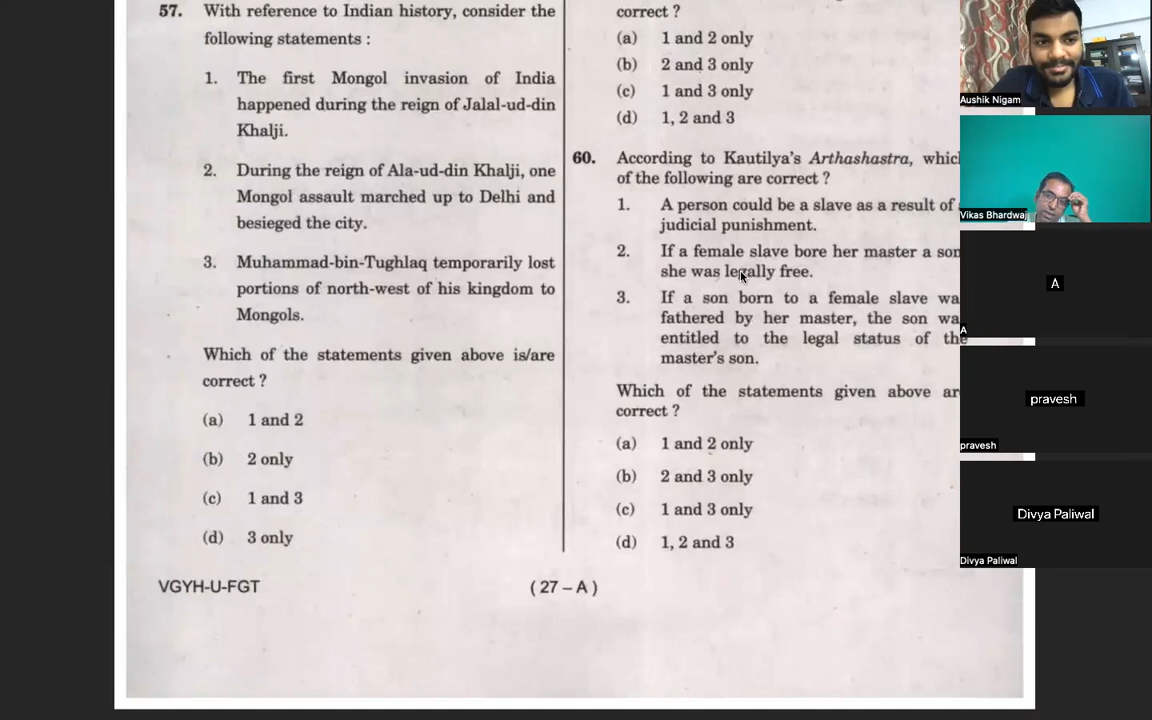 57. With reference to Indian history, consider the
following statements :
1. The first Mongol invasion of India
happened during the reign of Jalal-ud-din
Khalji.
2. During the reign of Ala-ud-din Khalji, one
Mongol assault marched up to Delhi and
besieged the city.
3. Muhammad-bin-Tughlaq temporarily lost
portions of north-west of his kingdom to
Mongols.
Which of the statements given above is/are
correct ?
(a) 1 and 2
(b) 2 only
(c) 1 and 3
(d) 3 only
correct ?
(a) 1 and 2 only
(b) 2 and 3 only
(c) 1 and 3 only
(d) 1, 2 and 3
60. According to Kautilya's Arthashastra, whic
of the following are correct ?
1. A person could be a slave as a result of
judicial punishment.
2. If a female slave bore her master a son
she was legally free.
3. If a son born to a female slave wa
fathered by her master, the son wa
entitled to the legal status of the
master's son.
Which of the statements given above ar
correct ?
(a) 1 and 2 only
(b) 2 and 3 only
(c) 1 and 3 only
(d) 1, 2 and 3
VGYH-U-FGT
( 27 – A )
Aushik Nigam
Vikas Bhardwaj
A
A
pravesh
pravesh
Divya Paliwal
Divya Paliwal